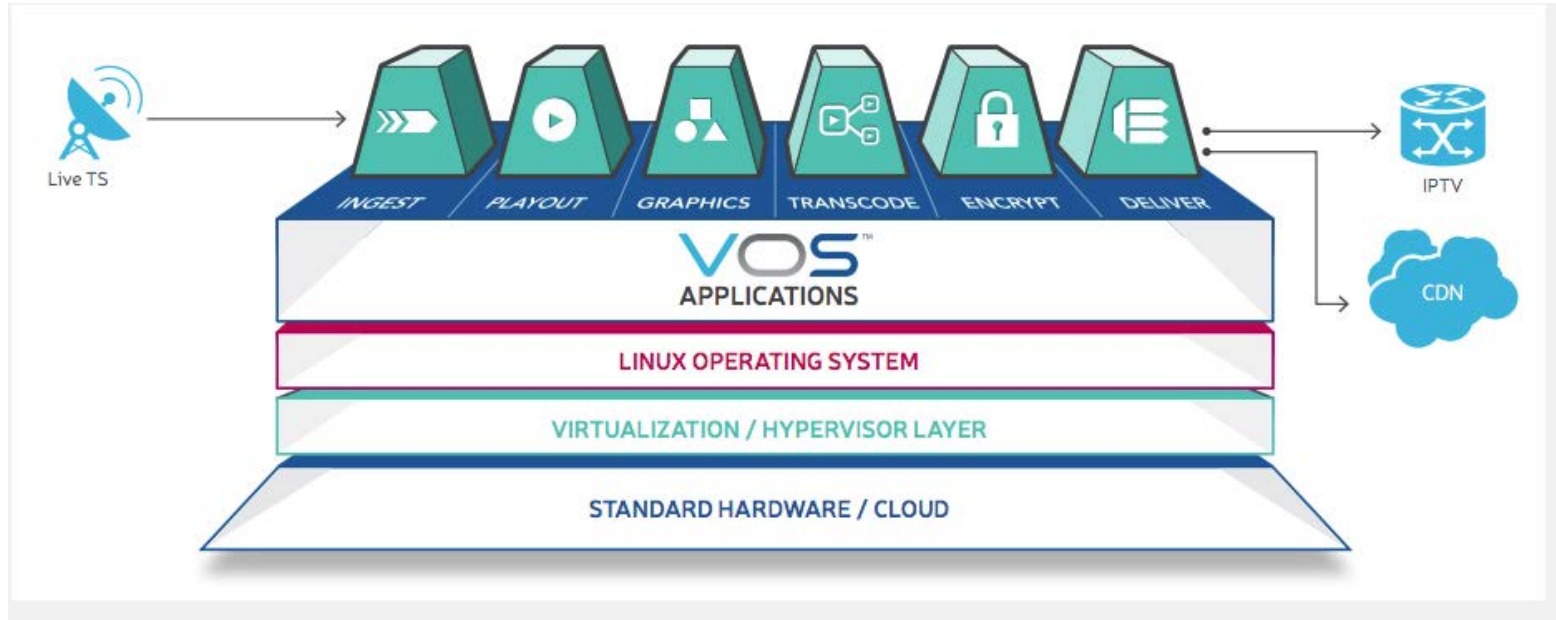 Live TS
INGEST
PLAYOUT
GRAPHICS
TRANSCODE
ENCRYPT
DELIVER
IPTV
VOS™
APPLICATIONS
CDN
LINUX OPERATING SYSTEM
VIRTUALIZATION / HYPERVISOR LAYER
STANDARD HARDWARE / CLOUD